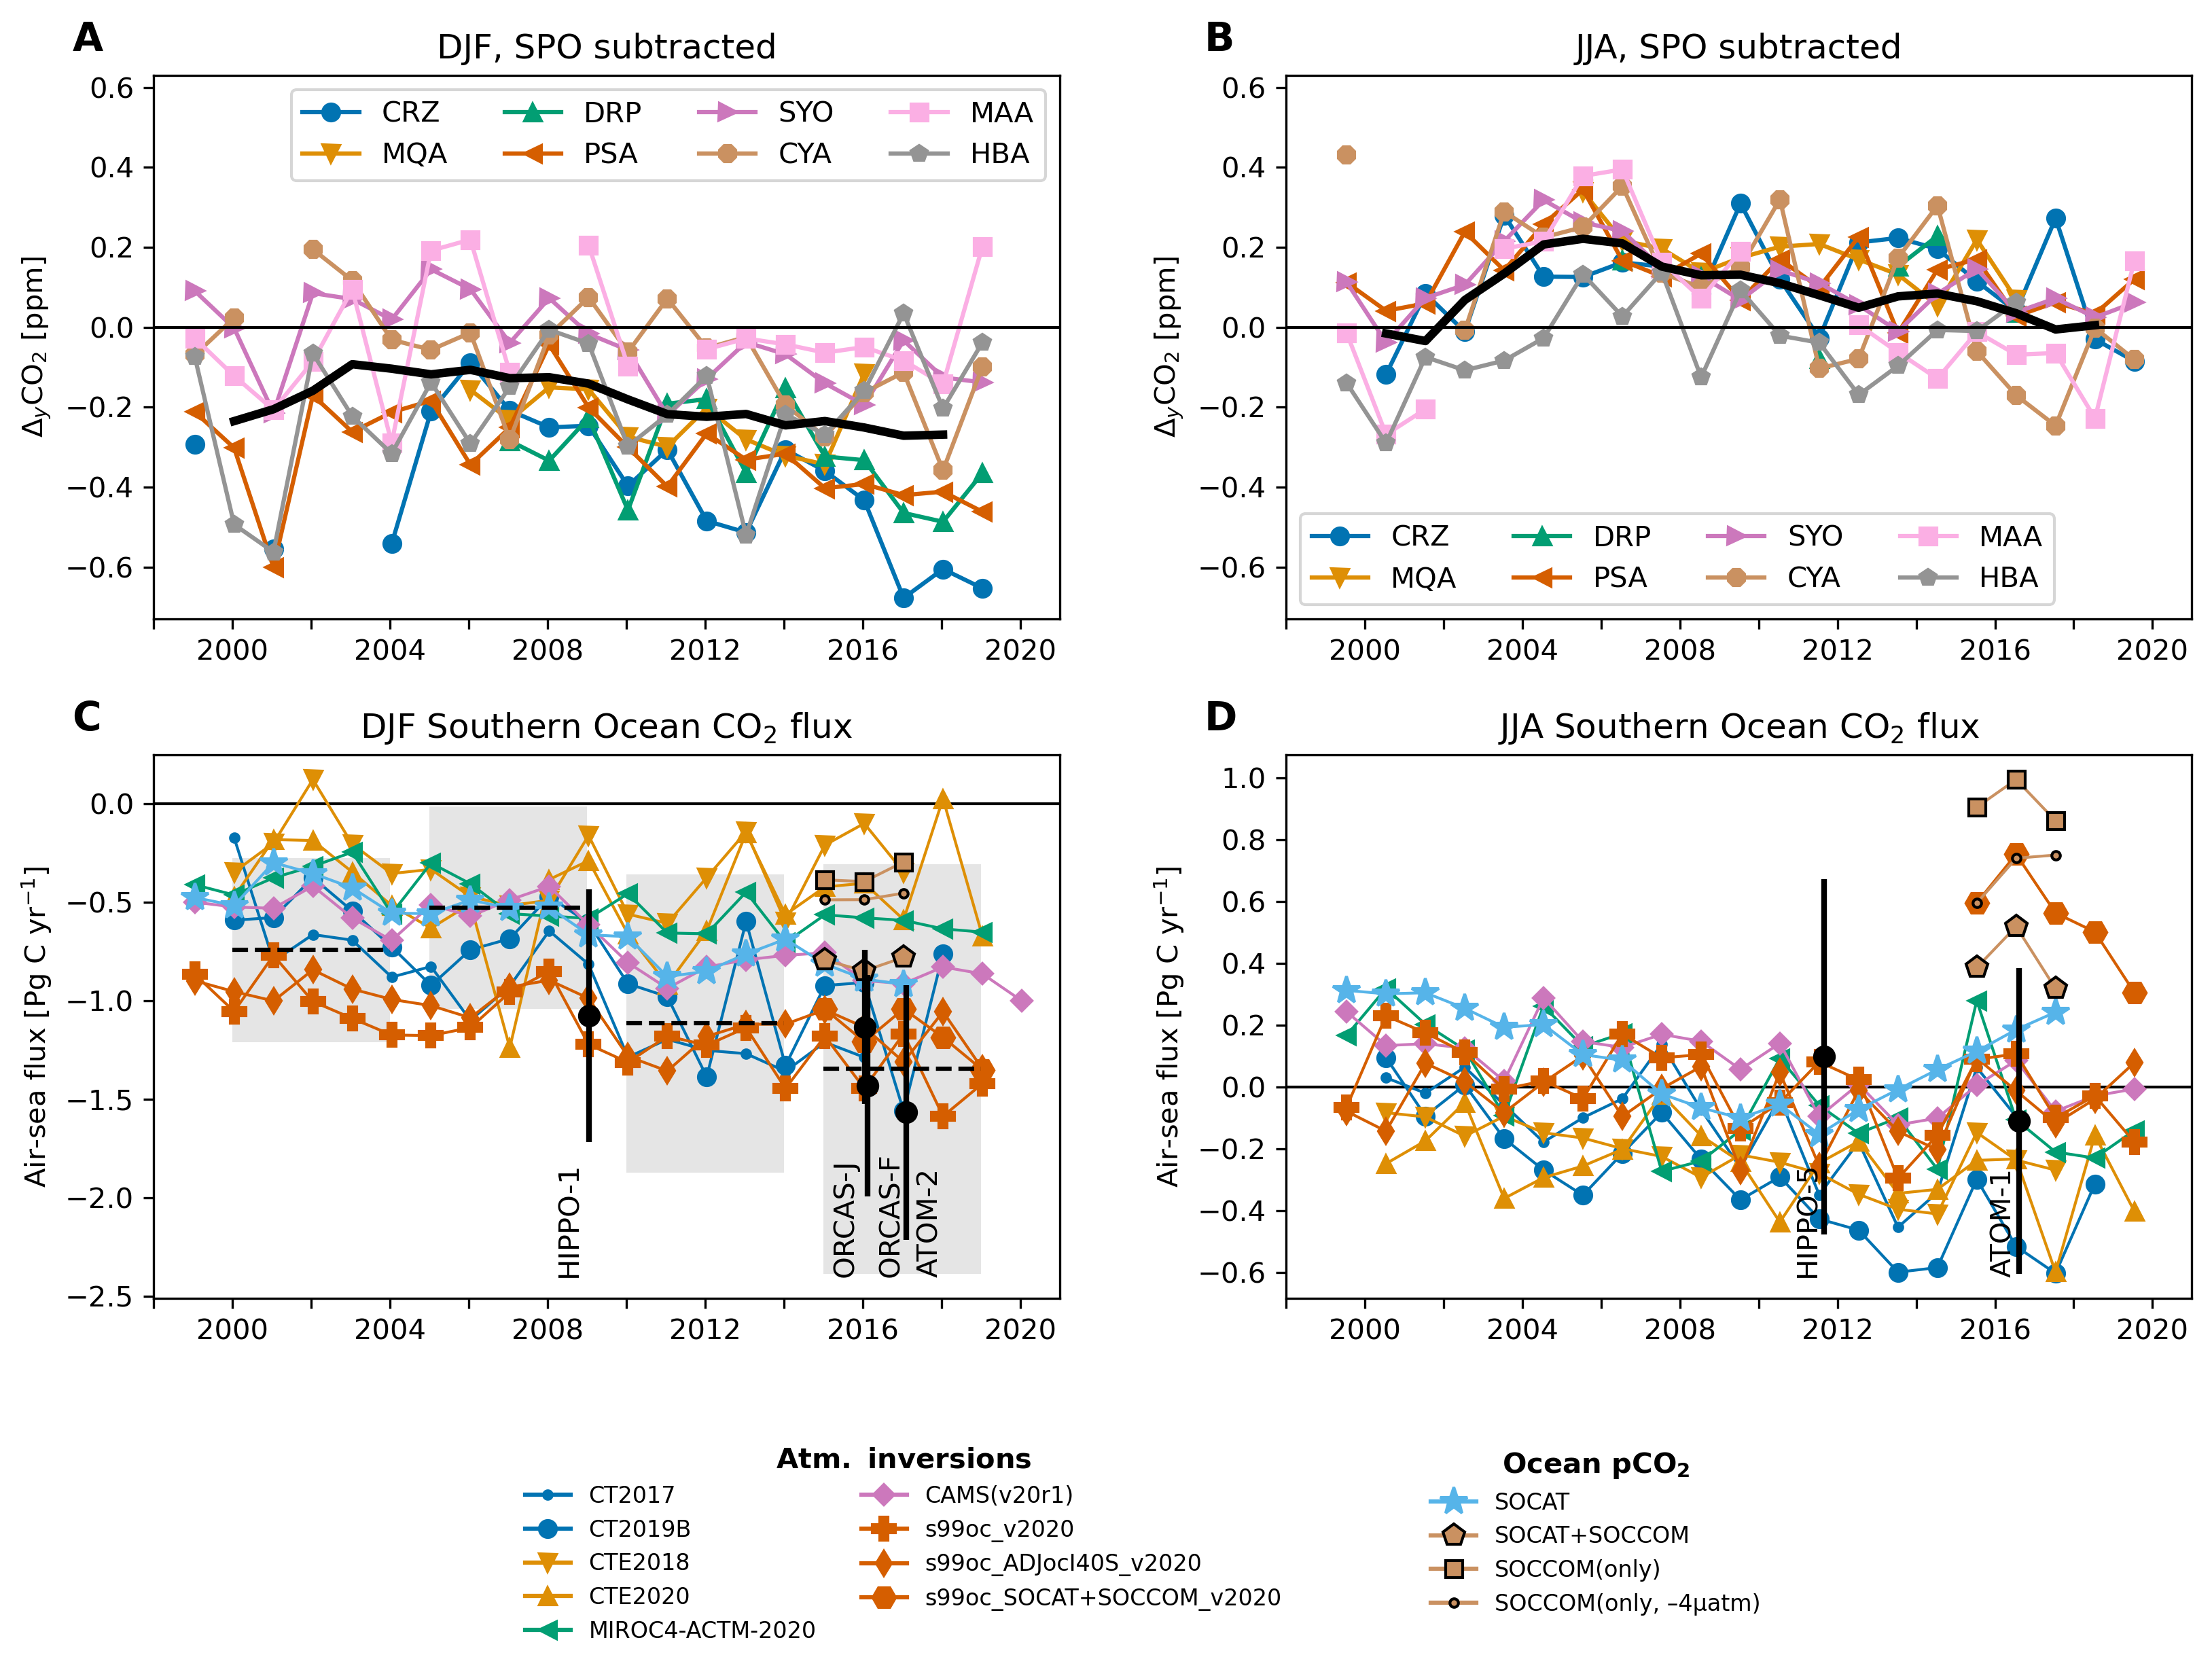 A
DJF, SPO subtracted
0.6
0.4
0.2
0.0
−0.2
−0.4
−0.6
ΔyCO₂ [ppm]
CRZ DRP SYO MAA
MQA PSA CYA HBA
2000 2004 2008 2012 2016 2020
B
JJA, SPO subtracted
0.6
0.4
0.2
0.0
−0.2
−0.4
−0.6
ΔyCO₂ [ppm]
CRZ DRP SYO MAA
MQA PSA CYA HBA
2000 2004 2008 2012 2016 2020
C
DJF Southern Ocean CO₂ flux
0.0
−0.5
−1.0
−1.5
−2.0
−2.5
Air-sea flux [Pg C yr⁻¹]
HIPPO-1
ORCAS-J
ORCAS-F
ATOM-2
2000 2004 2008 2012 2016 2020
D
JJA Southern Ocean CO₂ flux
1.0
0.8
0.6
0.4
0.2
0.0
−0.2
−0.4
−0.6
Air-sea flux [Pg C yr⁻¹]
HIPPO-5
ATOM-1
2000 2004 2008 2012 2016 2020
Atm. inversions
CT2017
CT2019B
CTE2018
CTE2020
MIROC4-ACTM-2020
CAMS(v20r1)
s99oc_v2020
s99oc_ADJocI40S_v2020
s99oc_SOCAT+SOCCOM_v2020
Ocean pCO₂
SOCAT
SOCAT+SOCCOM
SOCCOM(only)
SOCCOM(only, –4µatm)